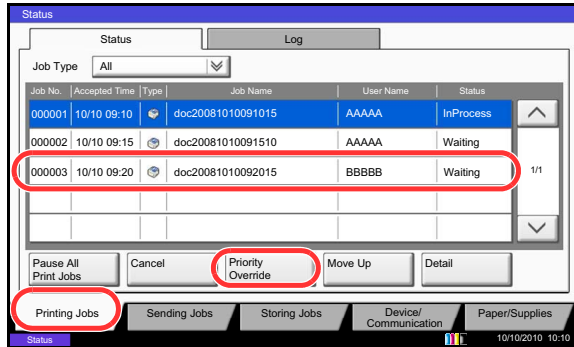 Status
Status Log
Job Type All
Job No. Accepted Time Type Job Name User Name Status
000001 10/10 09:10 doc20081010091015 AAAAA InProcess
000002 10/10 09:15 doc20081010091510 AAAAA Waiting
000003 10/10 09:20 doc20081010092015 BBBBB Waiting
1/1
Pause All
Print Jobs
Cancel
Priority
Override
Move Up
Detail
Printing Jobs
Sending Jobs
Storing Jobs
Device/
Communication
Paper/Supplies
Status 10/10/2010 10:10